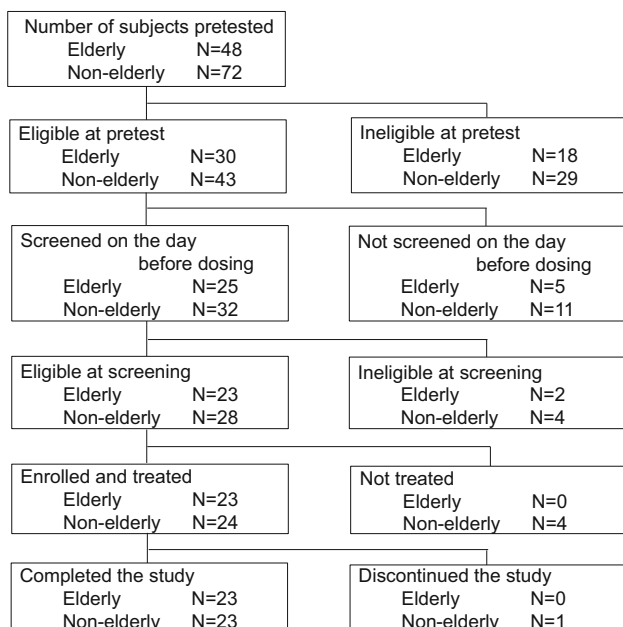 Number of subjects pretested
Elderly N=48
Non-elderly N=72
Eligible at pretest
Elderly N=30
Non-elderly N=43
Ineligible at pretest
Elderly N=18
Non-elderly N=29
Screened on the day
before dosing
Elderly N=25
Non-elderly N=32
Not screened on the day
before dosing
Elderly N=5
Non-elderly N=11
Eligible at screening
Elderly N=23
Non-elderly N=28
Ineligible at screening
Elderly N=2
Non-elderly N=4
Enrolled and treated
Elderly N=23
Non-elderly N=24
Not treated
Elderly N=0
Non-elderly N=4
Completed the study
Elderly N=23
Non-elderly N=23
Discontinued the study
Elderly N=0
Non-elderly N=1